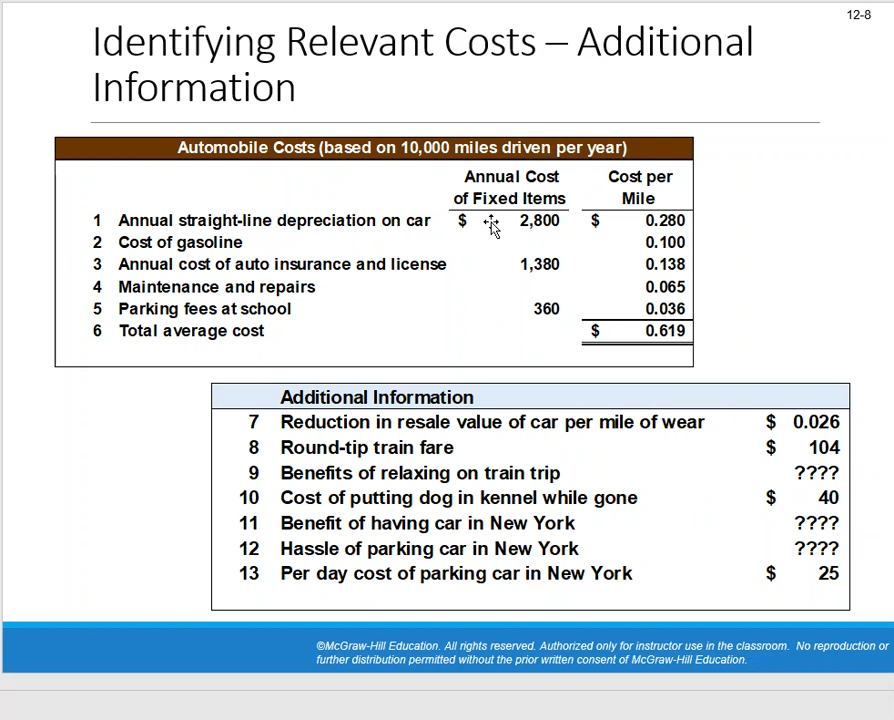 12-8
Identifying Relevant Costs – Additional
Information
Automobile Costs (based on 10,000 miles driven per year)
Annual Cost Cost per
of Fixed Items Mile
1 Annual straight-line depreciation on car $ 2,800 $ 0.280
2 Cost of gasoline 0.100
3 Annual cost of auto insurance and license 1,380 0.138
4 Maintenance and repairs 0.065
5 Parking fees at school 360 0.036
6 Total average cost $ 0.619
Additional Information
7 Reduction in resale value of car per mile of wear $ 0.026
8 Round-tip train fare $ 104
9 Benefits of relaxing on train trip ????
10 Cost of putting dog in kennel while gone $ 40
11 Benefit of having car in New York ????
12 Hassle of parking car in New York ????
13 Per day cost of parking car in New York $ 25
©McGraw-Hill Education. All rights reserved. Authorized only for instructor use in the classroom. No reproduction or
further distribution permitted without the prior written consent of McGraw-Hill Education.